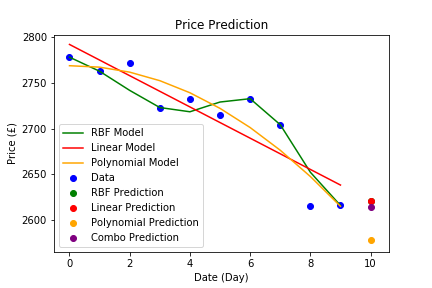 Price Prediction
2800
2750
2700
2650
2600
Price (£)
RBF Model
Linear Model
Polynomial Model
Data
RBF Prediction
Linear Prediction
Polynomial Prediction
Combo Prediction
0 2 4 6 8 10
Date (Day)